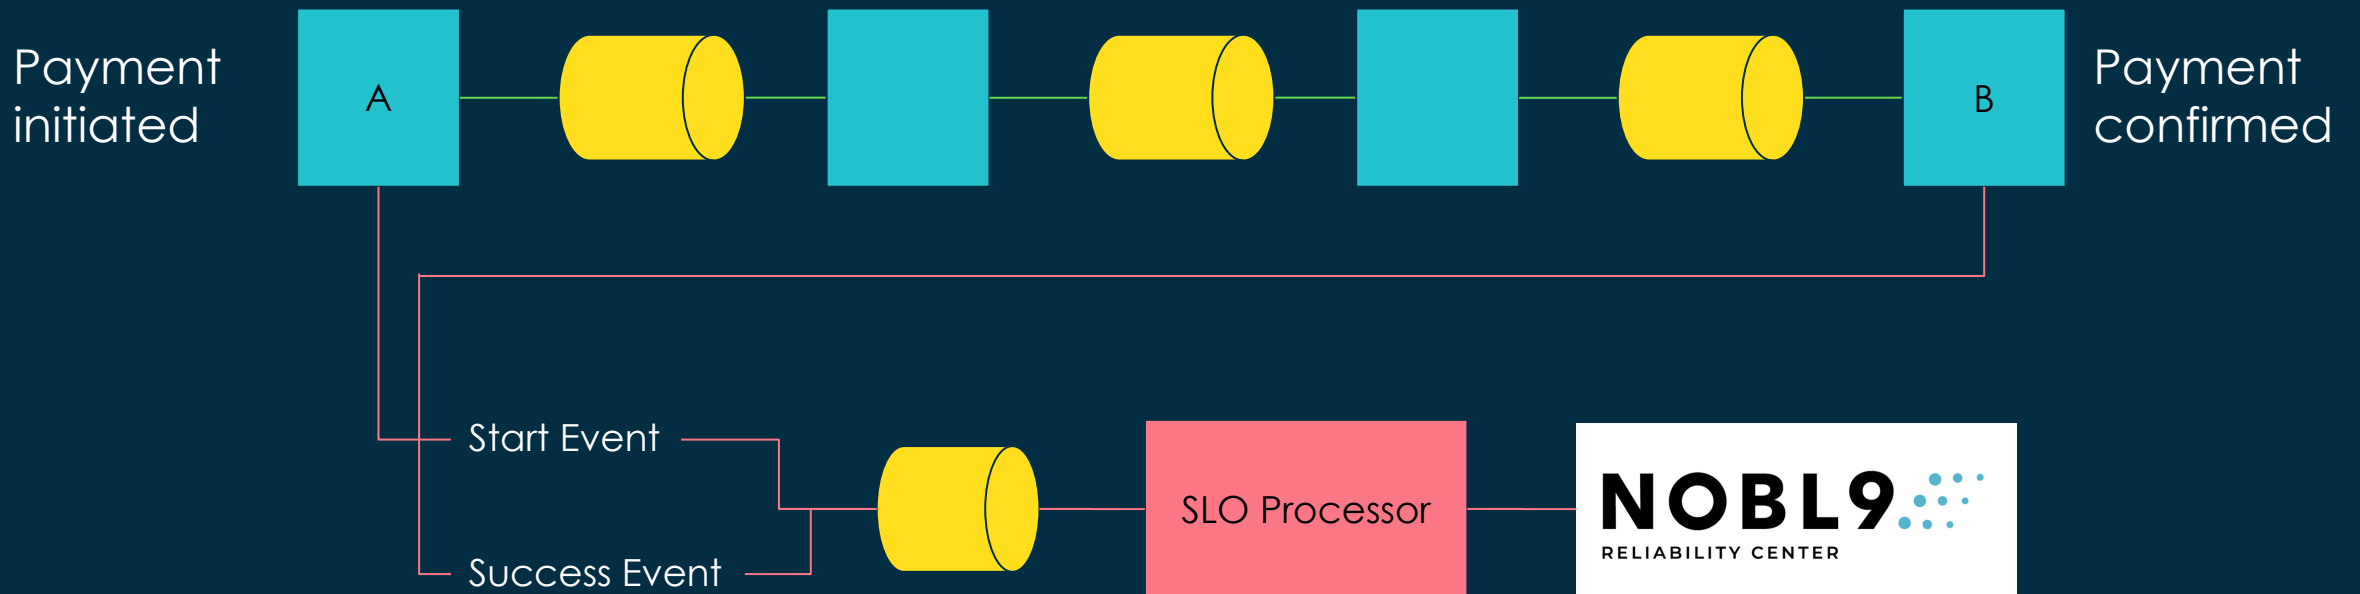 Payment
initiated
A
B
Payment
confirmed
Start Event
Success Event
SLO Processor
NOBL9
RELIABILITY CENTER